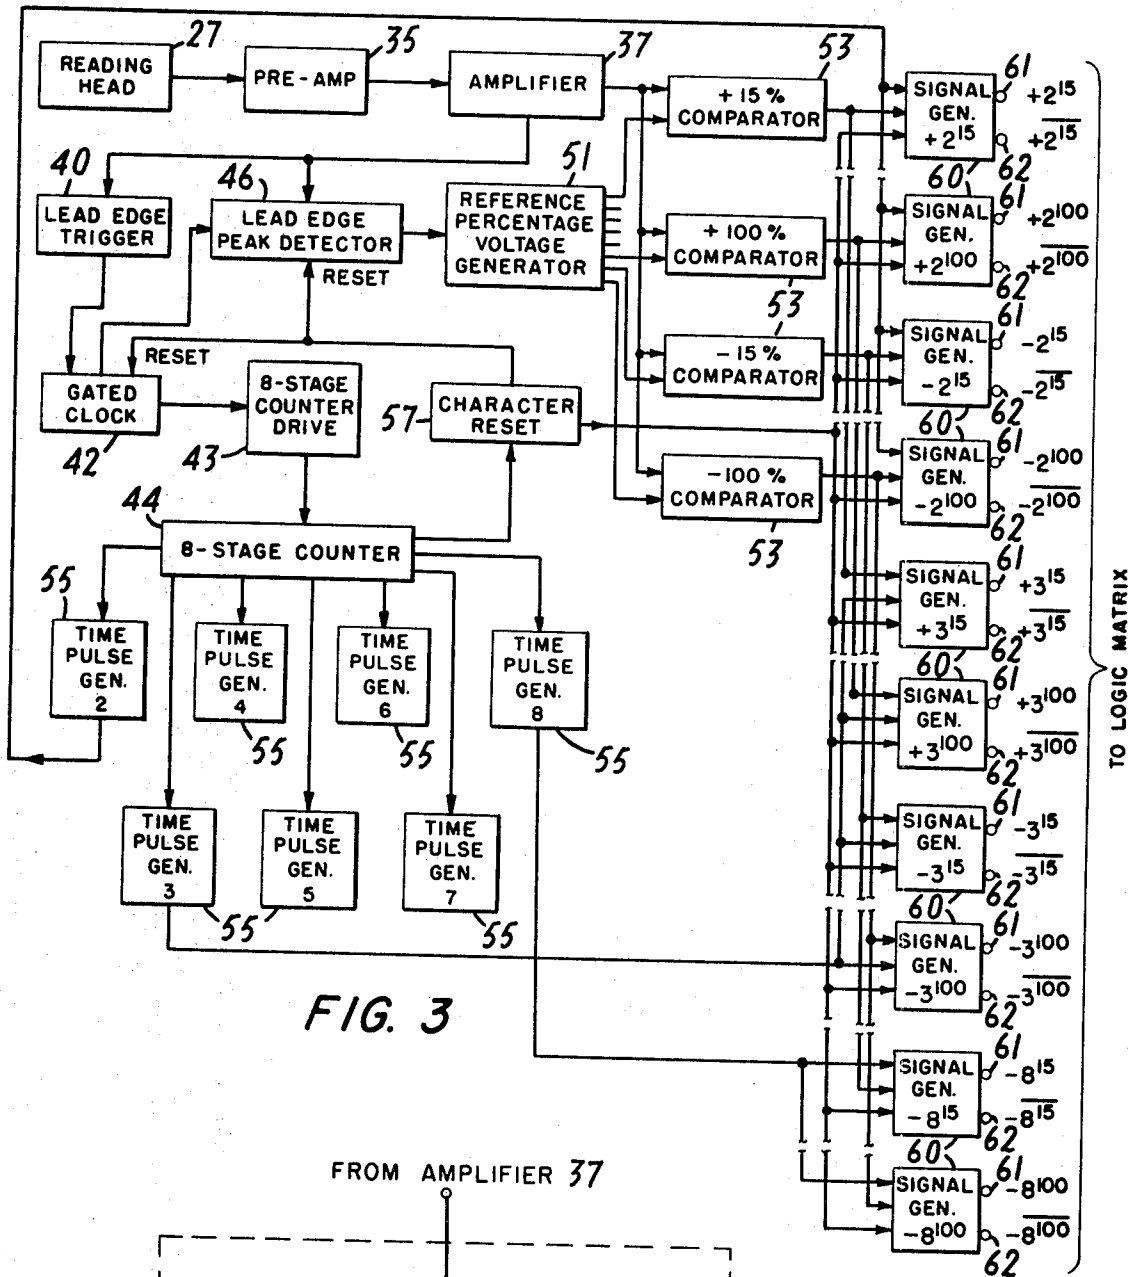 27
35
37
53
READING
HEAD
PRE-AMP
AMPLIFIER
+15%
COMPARATOR
SIGNAL
GEN.
+2¹⁵
61
+2¹⁵
+2̅¹̅⁵̅
62
40
LEAD EDGE
TRIGGER
46
LEAD EDGE
PEAK DETECTOR
RESET
51
REFERENCE
PERCENTAGE
VOLTAGE
GENERATOR
+100%
COMPARATOR
53
60
SIGNAL
GEN.
+2¹⁰⁰
61
+2¹⁰⁰
+2̅¹̅⁰̅⁰̅
62
RESET
GATED
CLOCK
42
8-STAGE
COUNTER
DRIVE
43
57
CHARACTER
RESET
-15%
COMPARATOR
SIGNAL
GEN.
-2¹⁵
61
-2¹⁵
-2̅¹̅⁵̅
62
-100%
COMPARATOR
53
60
SIGNAL
GEN.
-2¹⁰⁰
61
-2¹⁰⁰
-2̅¹̅⁰̅⁰̅
62
44
8-STAGE COUNTER
55
TIME
PULSE
GEN.
2
TIME
PULSE
GEN.
4
55
TIME
PULSE
GEN.
6
55
TIME
PULSE
GEN.
8
55
SIGNAL
GEN.
+3¹⁵
61
+3¹⁵
+3̅¹̅⁵̅
62
60
SIGNAL
GEN.
+3¹⁰⁰
61
+3¹⁰⁰
+3̅¹̅⁰̅⁰̅
62
TO LOGIC MATRIX
TIME
PULSE
GEN.
3
55
TIME
PULSE
GEN.
5
TIME
PULSE
GEN.
7
55
SIGNAL
GEN.
-3¹⁵
61
-3¹⁵
-3̅¹̅⁵̅
62
60
SIGNAL
GEN.
-3¹⁰⁰
61
-3¹⁰⁰
-3̅¹̅⁰̅⁰̅
62
FIG. 3
SIGNAL
GEN.
-8¹⁵
61
-8¹⁵
-8̅¹̅⁵̅
62
60
SIGNAL
GEN.
-8¹⁰⁰
61
-8¹⁰⁰
-8̅¹̅⁰̅⁰̅
62
FROM AMPLIFIER 37